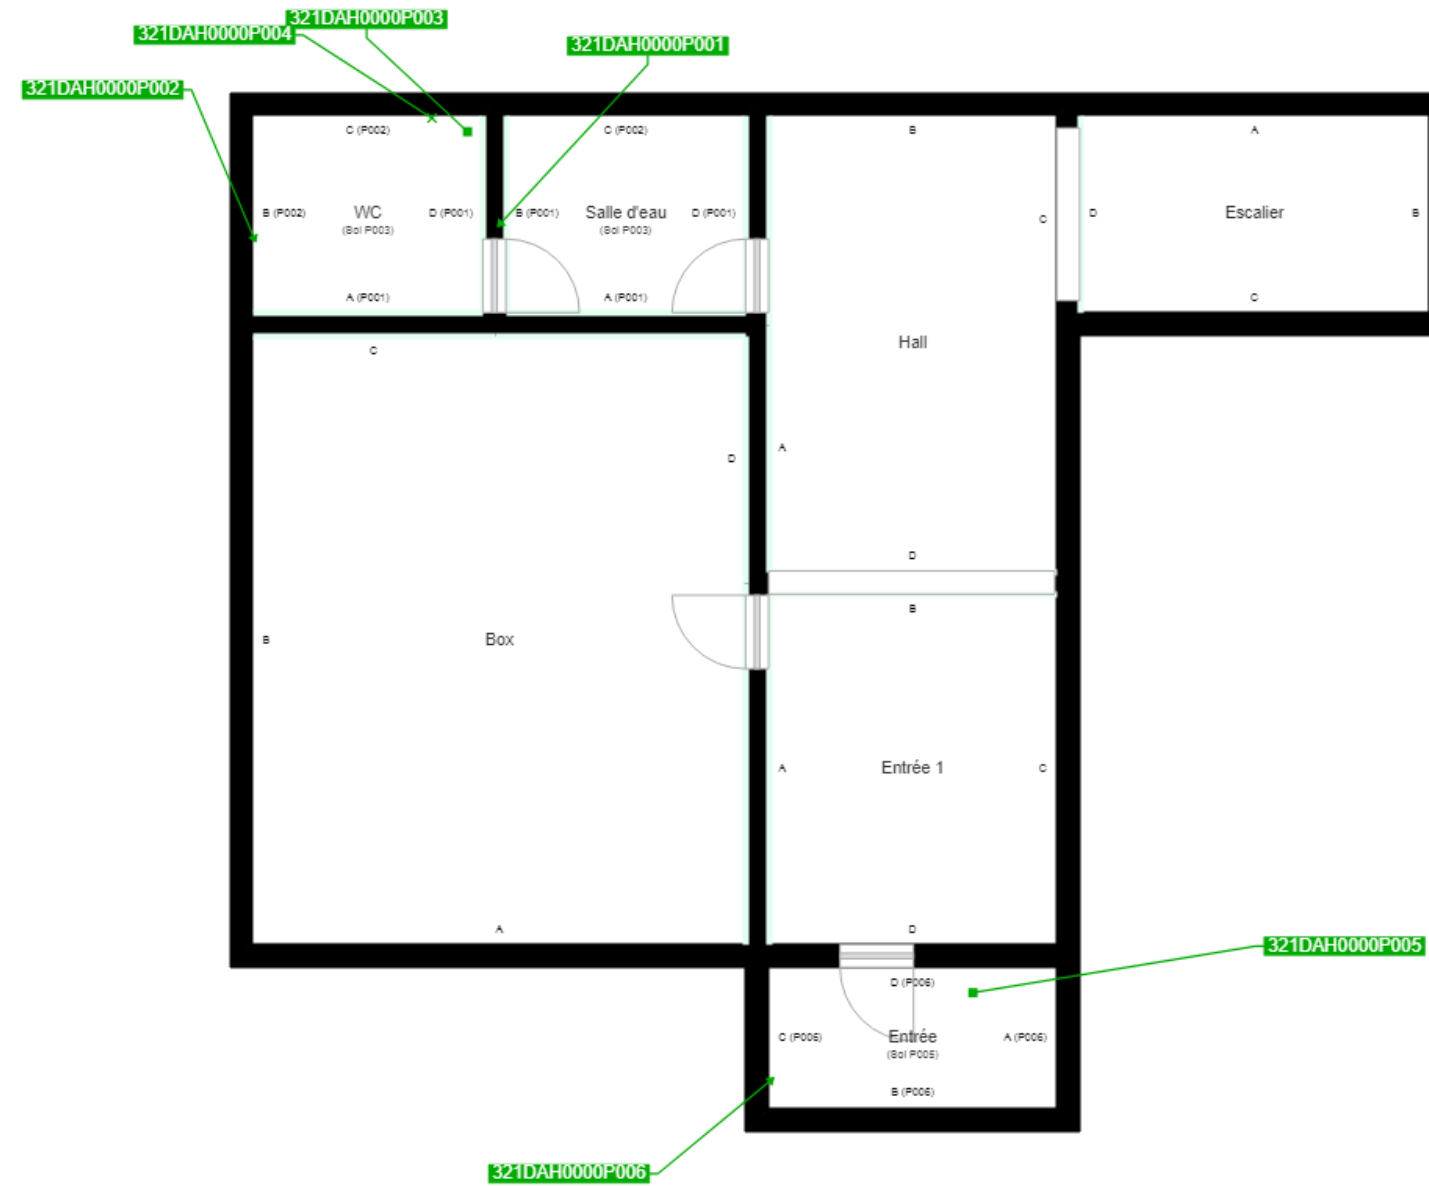 321DAH0000P003
321DAH0000P004
321DAH0000P001
321DAH0000P002
C (P002)
C (P002)
B
A
B (P002)
WC
D (P001)
B (P001)
Salle d'eau
D (P001)
C
D
Escalier
B
(Sol P003)
(Sol P003)
A (P001)
A (P001)
C
Hall
C
D
A
D
B
B
Box
A
Entrée 1
C
A
D
321DAH0000P005
D (P006)
C (P006)
Entrée
A (P006)
(Sol P005)
B (P006)
321DAH0000P006